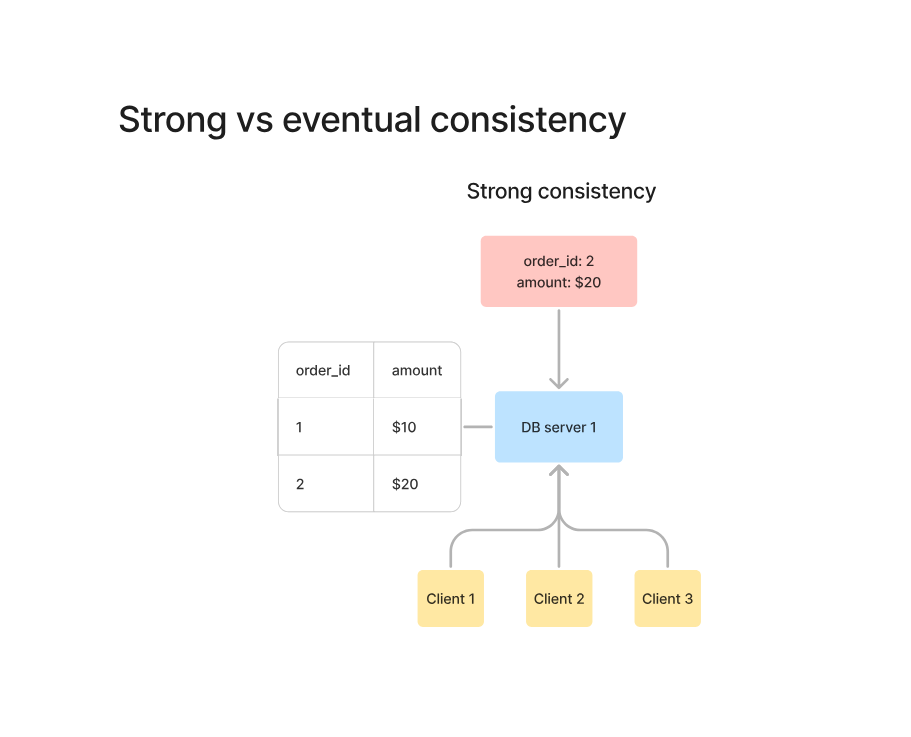 Strong vs eventual consistency
Strong consistency
order_id: 2
amount: $20
order_id amount
1 $10
2 $20
DB server 1
Client 1 Client 2 Client 3